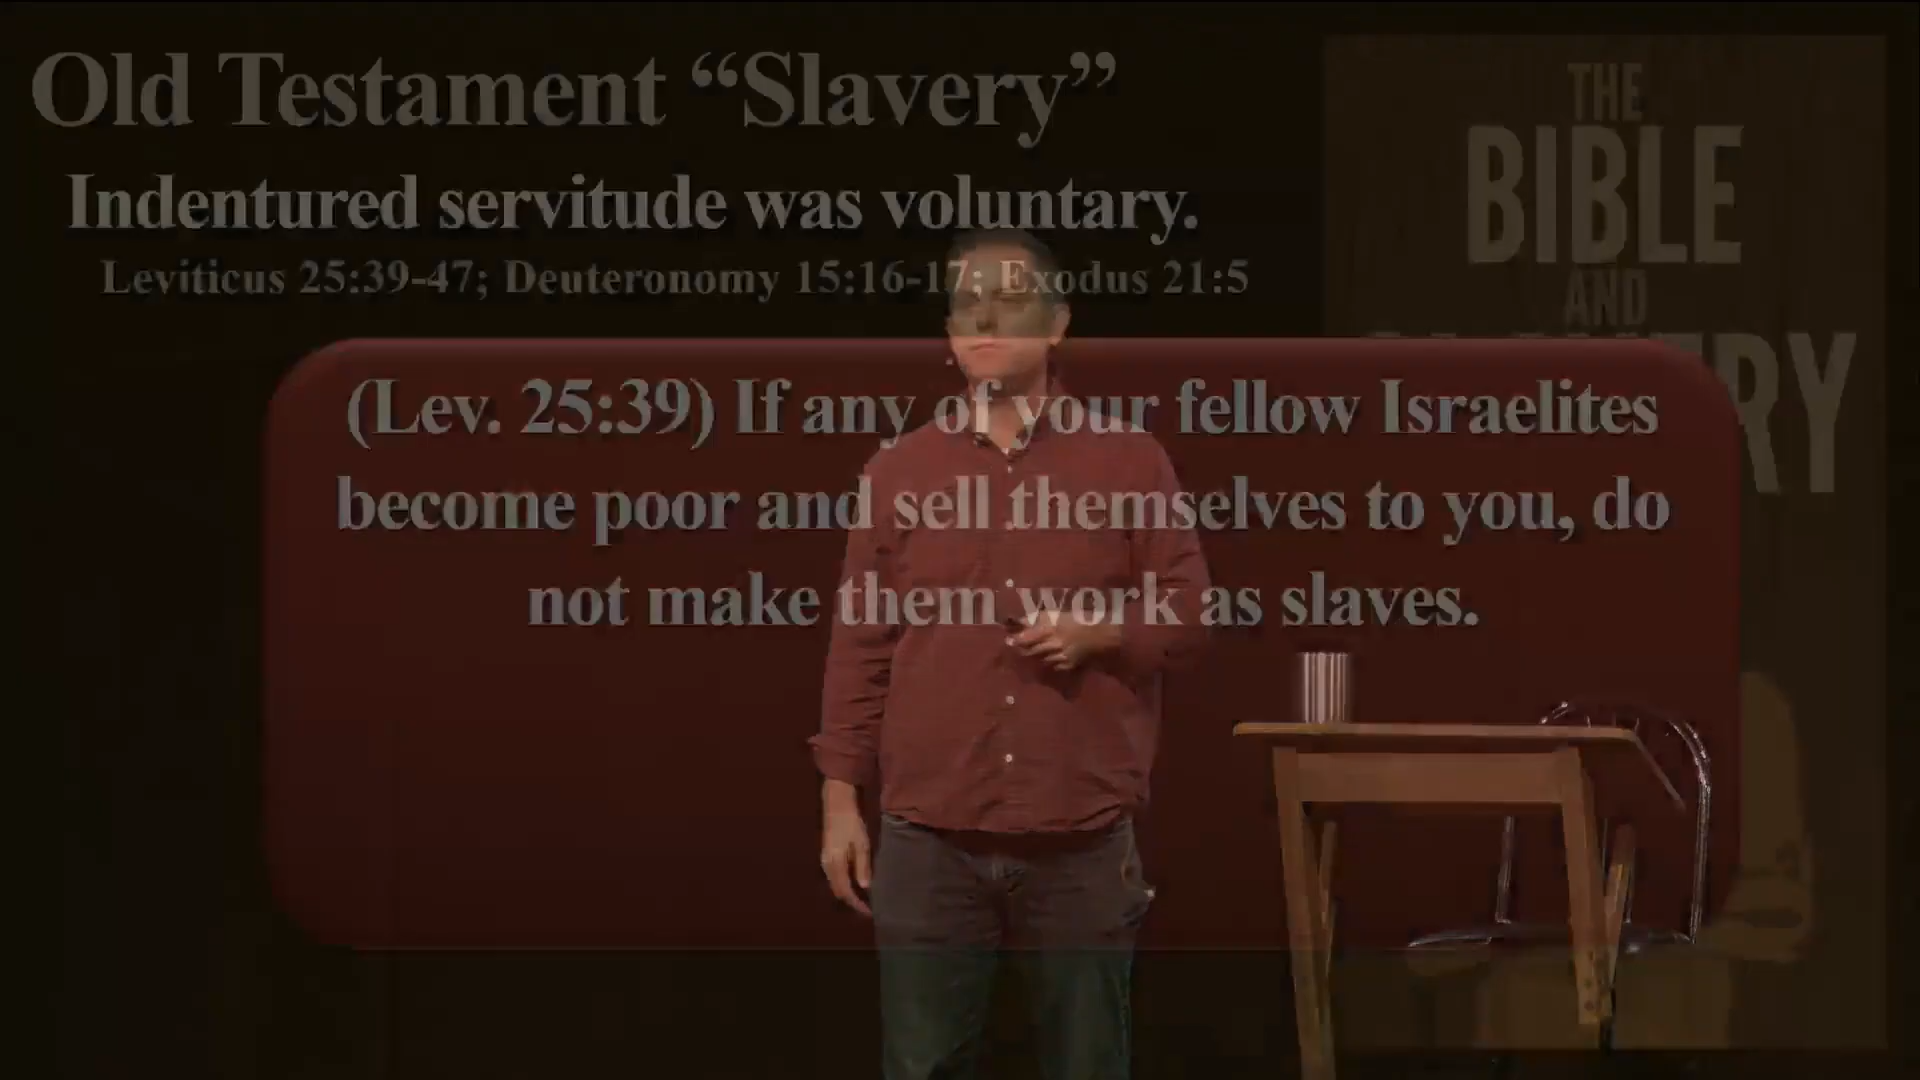 Old Testament “Slavery”
Indentured servitude was voluntary.
Leviticus 25:39-47; Deuteronomy 15:16-17; Exodus 21:5
(Lev. 25:39) If any of your fellow Israelites
become poor and sell themselves to you, do
not make them work as slaves.
THE
BIBLE
AND